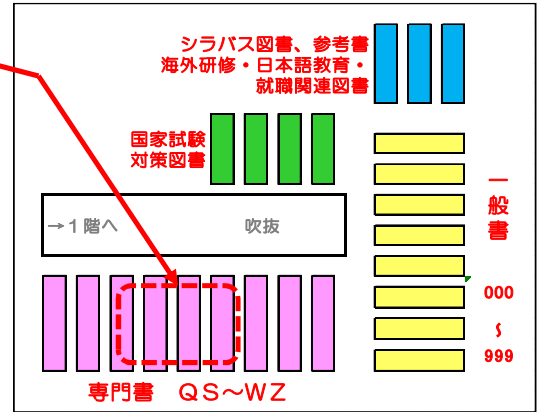 シラバス図書、参考書
海外研修・日本語教育・
就職関連図書
国家試験
対策図書
→1階へ
吹抜
一般書
000
~
999
専門書 QS~WZ